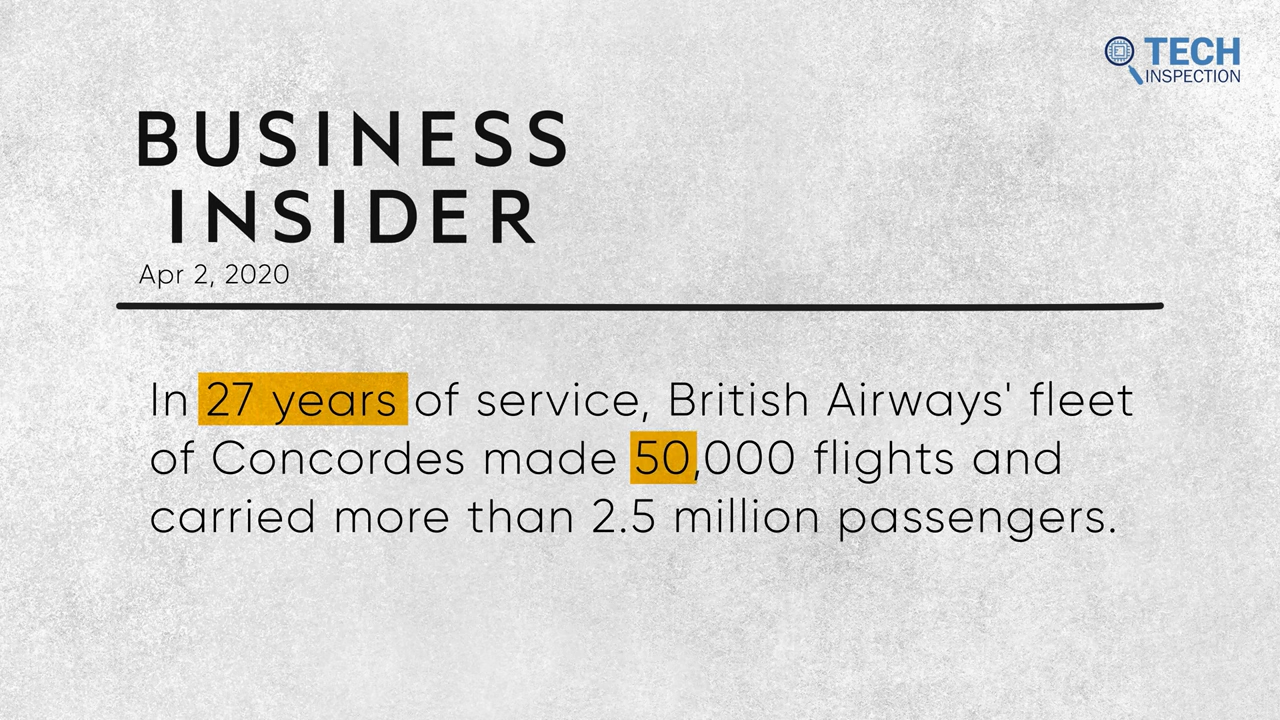 TECH
INSPECTION
BUSINESS
INSIDER
Apr 2, 2020
In 27 years of service, British Airways' fleet
of Concordes made 50,000 flights and
carried more than 2.5 million passengers.